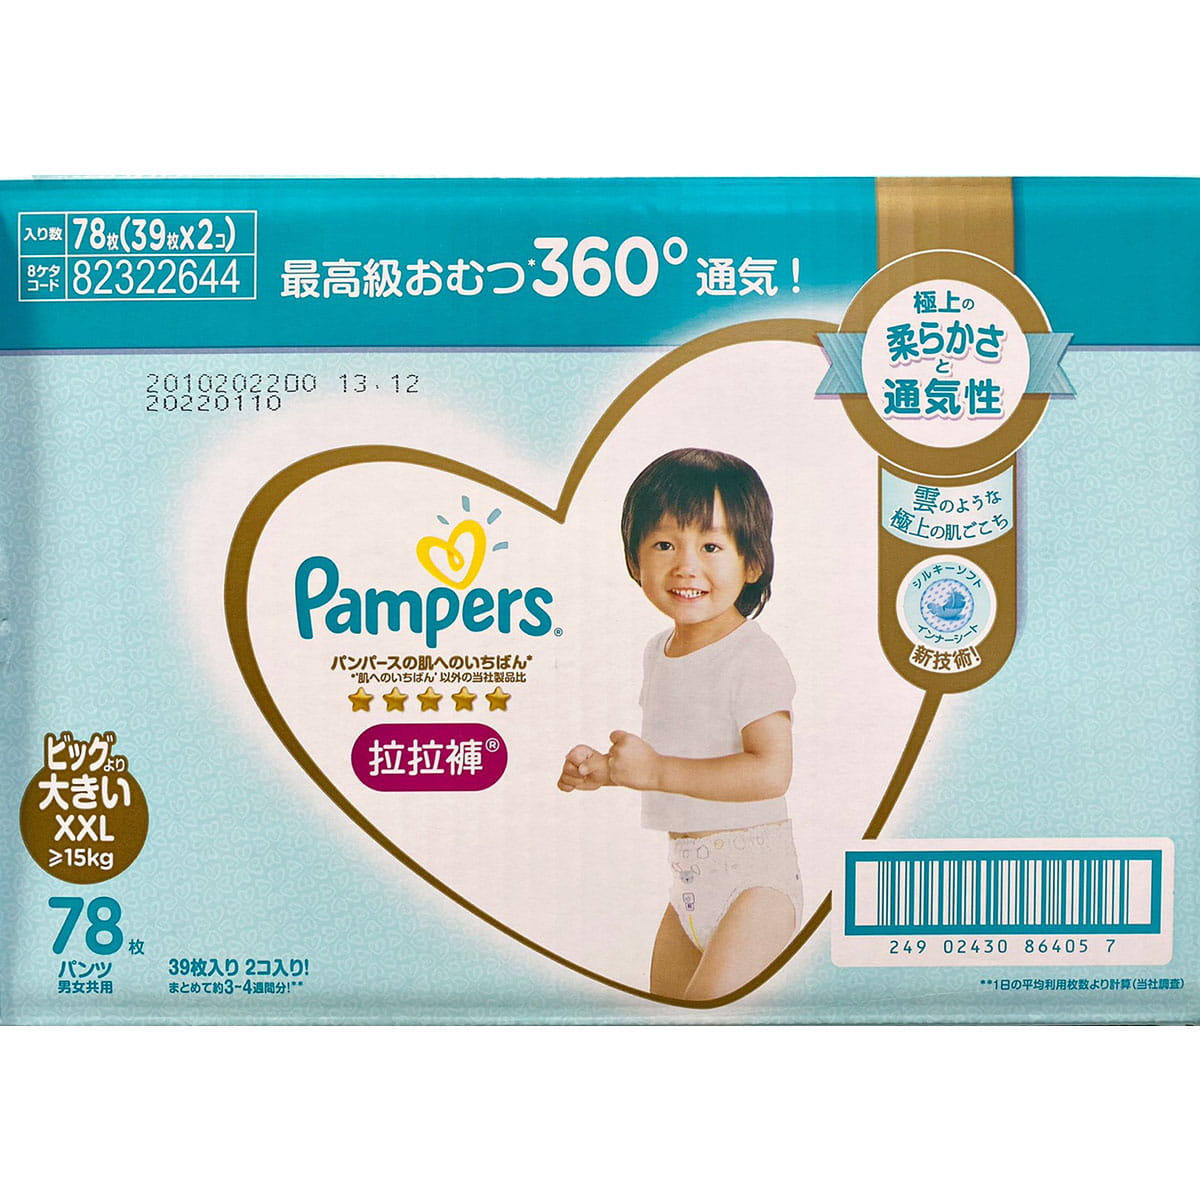 入り数 78枚(39枚X2コ)
8ケタコード 82322644
最高級おむつ*360°通気!
極上の
柔らかさ
と
通気性
2010202200 13.12
20220110
雲のような
極上の肌ごこち
シルキーソフト
インナーシート
新技術!
Pampers®
パンパースの肌へのいちばん*
*"肌へのいちばん" 以外の当社製品比
拉拉褲®
ビッグより
大きい
XXL
≥15kg
78枚
パンツ
男女共用
39枚入り 2コ入り!
まとめて約3~4週間分!**
249 02430 86405 7
**1日の平均利用枚数より計算(当社調査)